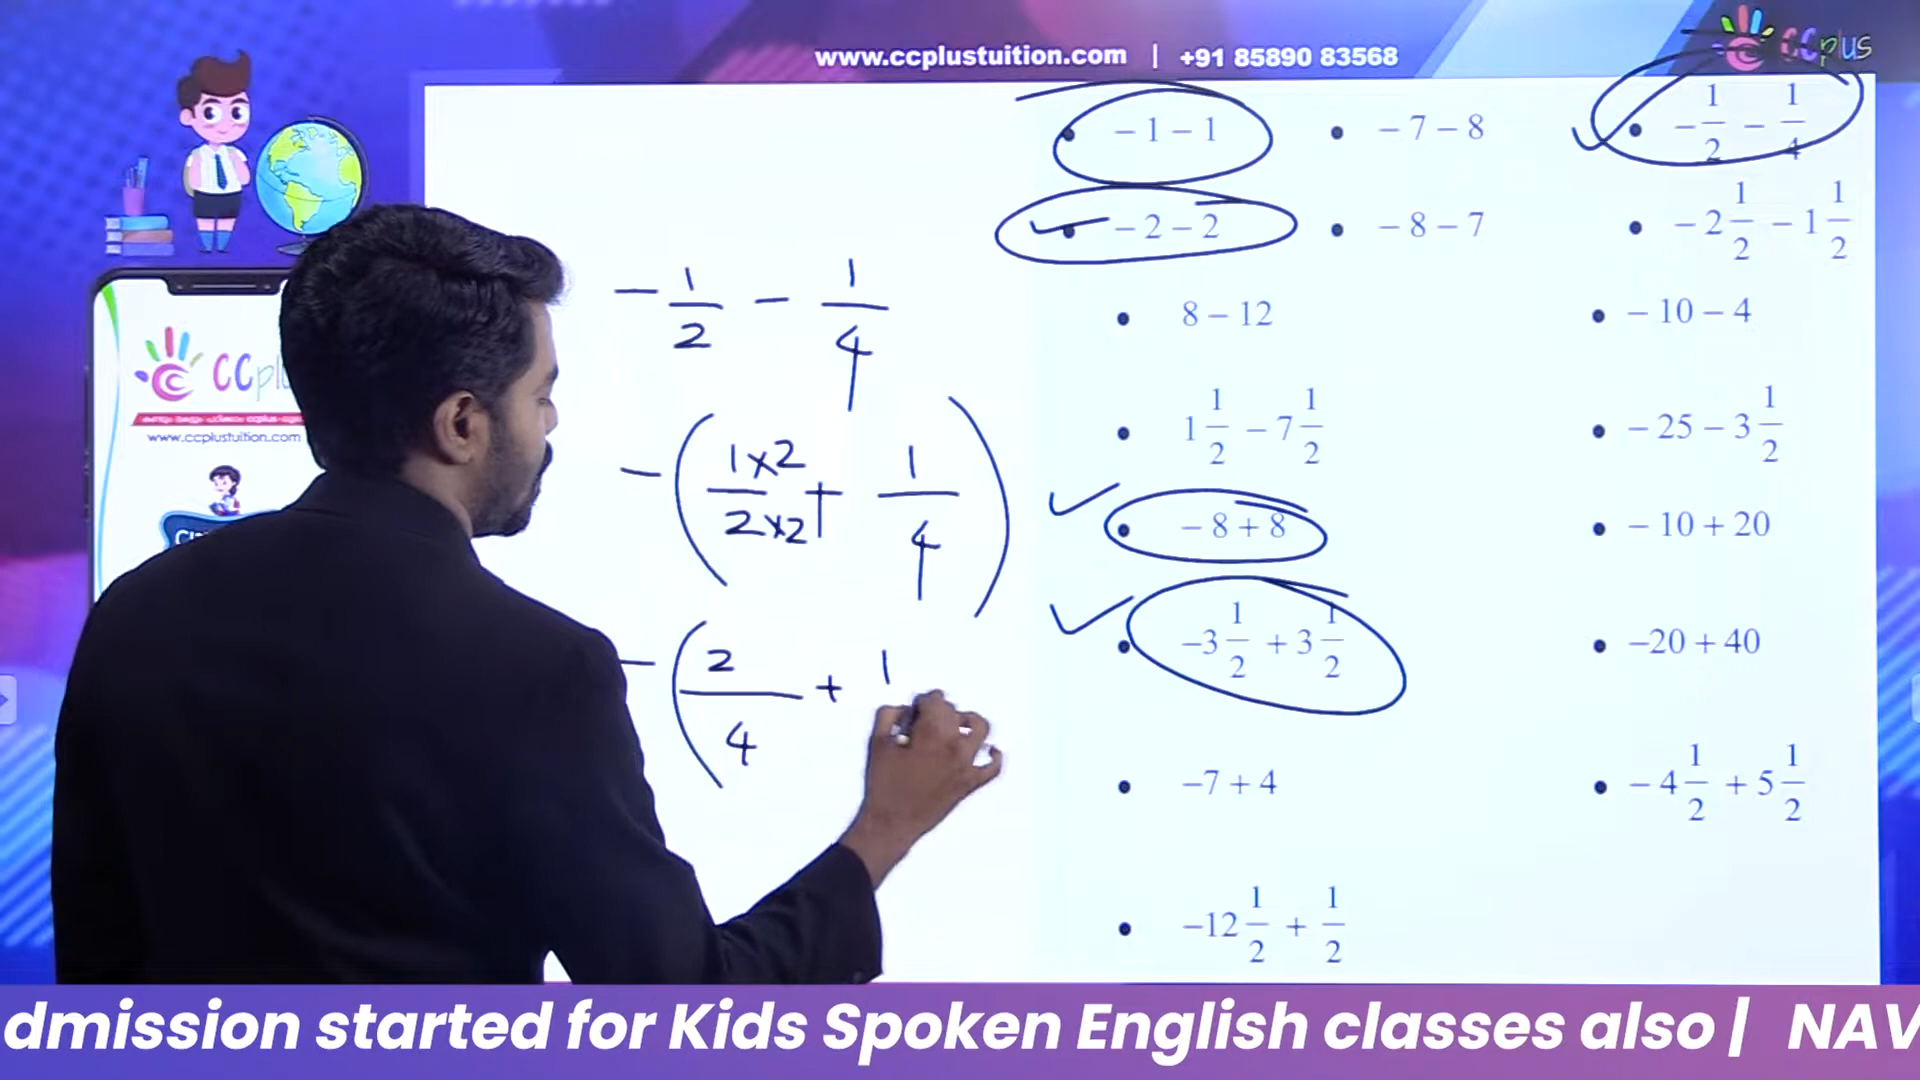 www.ccplustuition.com | +91 85890 83568
CCplus
− 1 − 1
− 7 − 8
− 1/2 − 1/4
− 2 − 2
− 8 − 7
− 2 1/2 − 1 1/2
8 − 12
− 10 − 4
1 1/2 − 7 1/2
− 25 − 3 1/2
− 8 + 8
− 10 + 20
−3 1/2 + 3 1/2
−20 + 40
−7 + 4
− 4 1/2 + 5 1/2
−12 1/2 + 1/2
− 1/2 − 1/4
− ( 1x2/2x2 + 1/4 )
− ( 2/4 + 1
CCpl
www.ccplustuition.com
dmission started for Kids Spoken English classes also | NAV